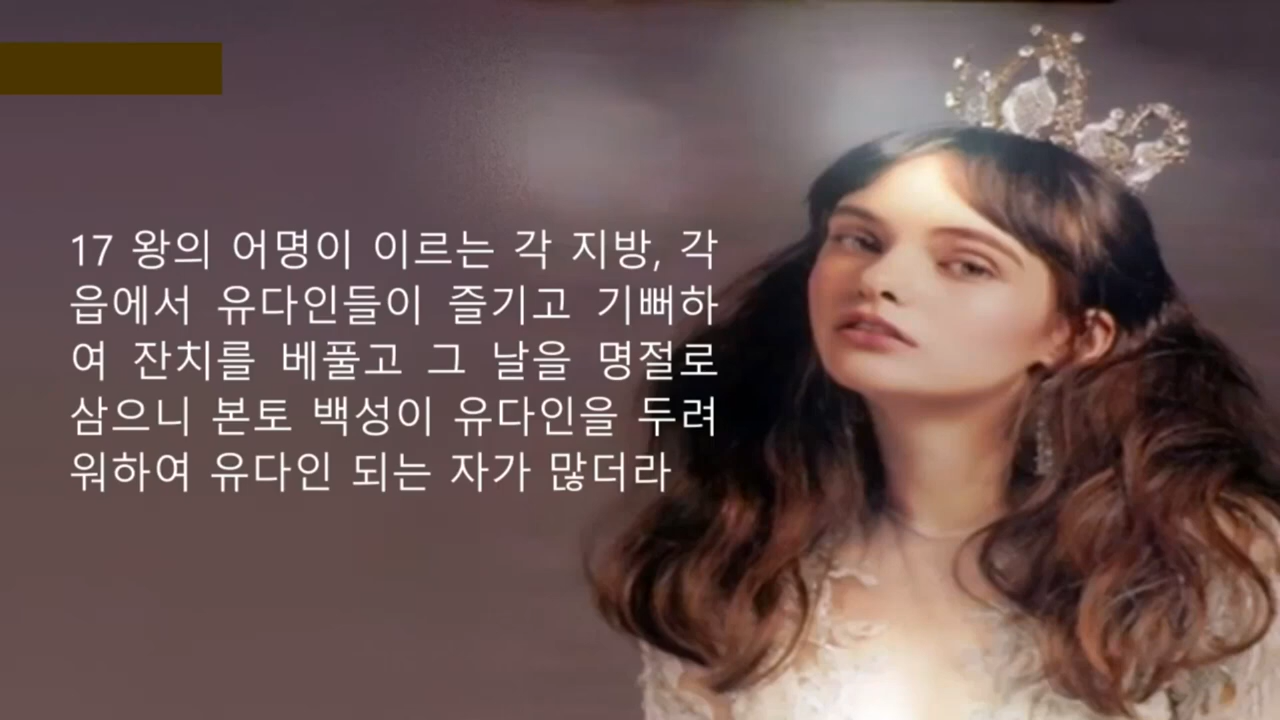 17 왕의 어명이 이르는 각 지방, 각
읍에서 유다인들이 즐기고 기뻐하
여 잔치를 베풀고 그 날을 명절로
삼으니 본토 백성이 유다인을 두려
워하여 유다인 되는 자가 많더라